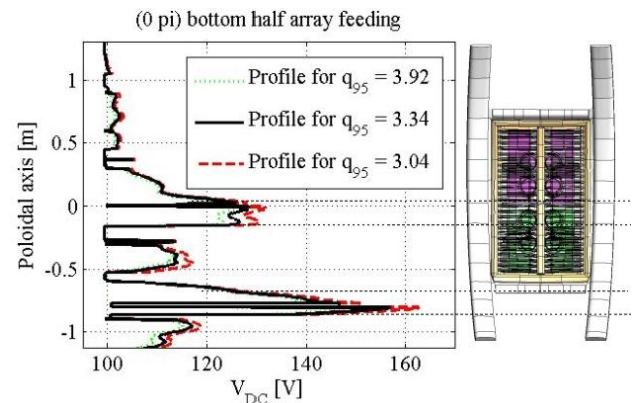 (0 pi) bottom half array feeding
Poloidal axis [m]
1
0.5
0
-0.5
-1
Profile for q95 = 3.92
Profile for q95 = 3.34
Profile for q95 = 3.04
100 120 140 160
VDC [V]